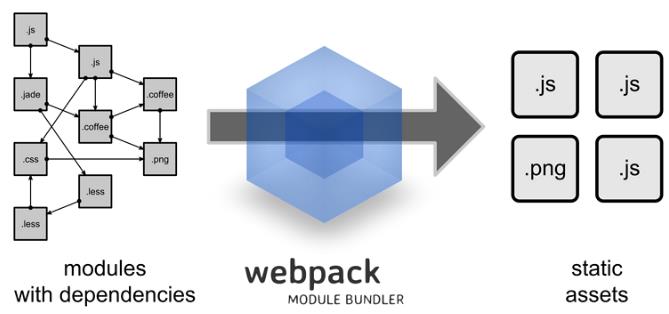 .js
.js
.jade
.coffee
.coffee
.css
.png
.less
.less
modules
with dependencies
webpack
MODULE BUNDLER
.js
.js
.png
.js
static
assets